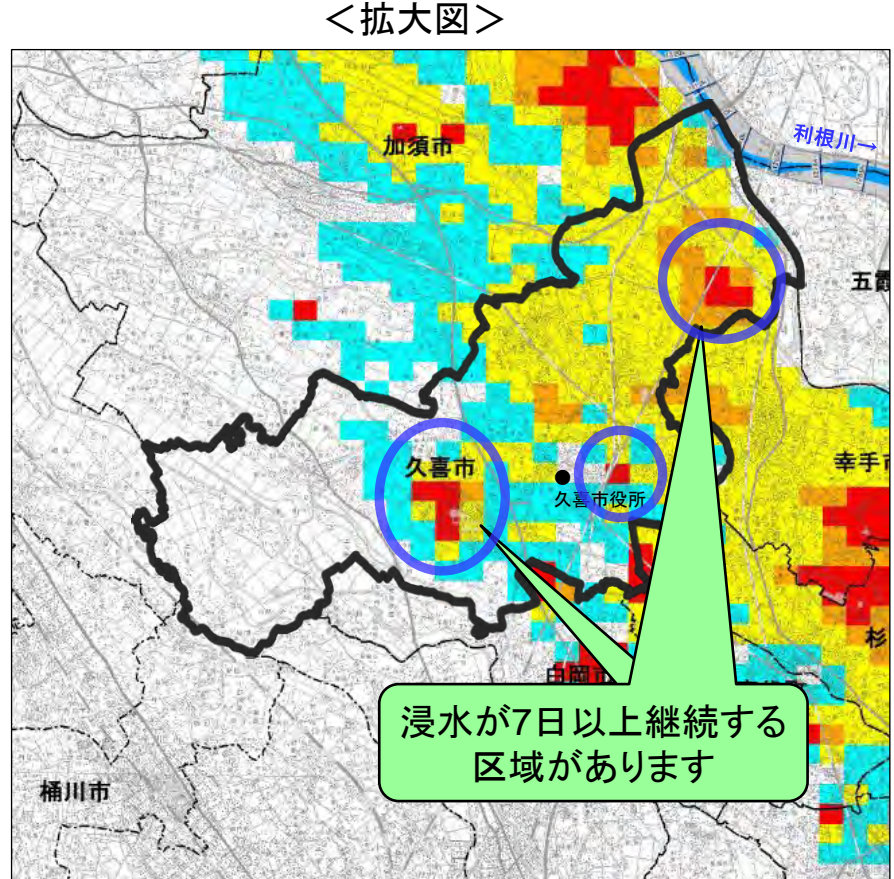 ＜拡大図＞
利根川→
加須市
五霞
久喜市
久喜市役所
幸手市
杉
白岡市
浸水が7日以上継続する
区域があります
桶川市